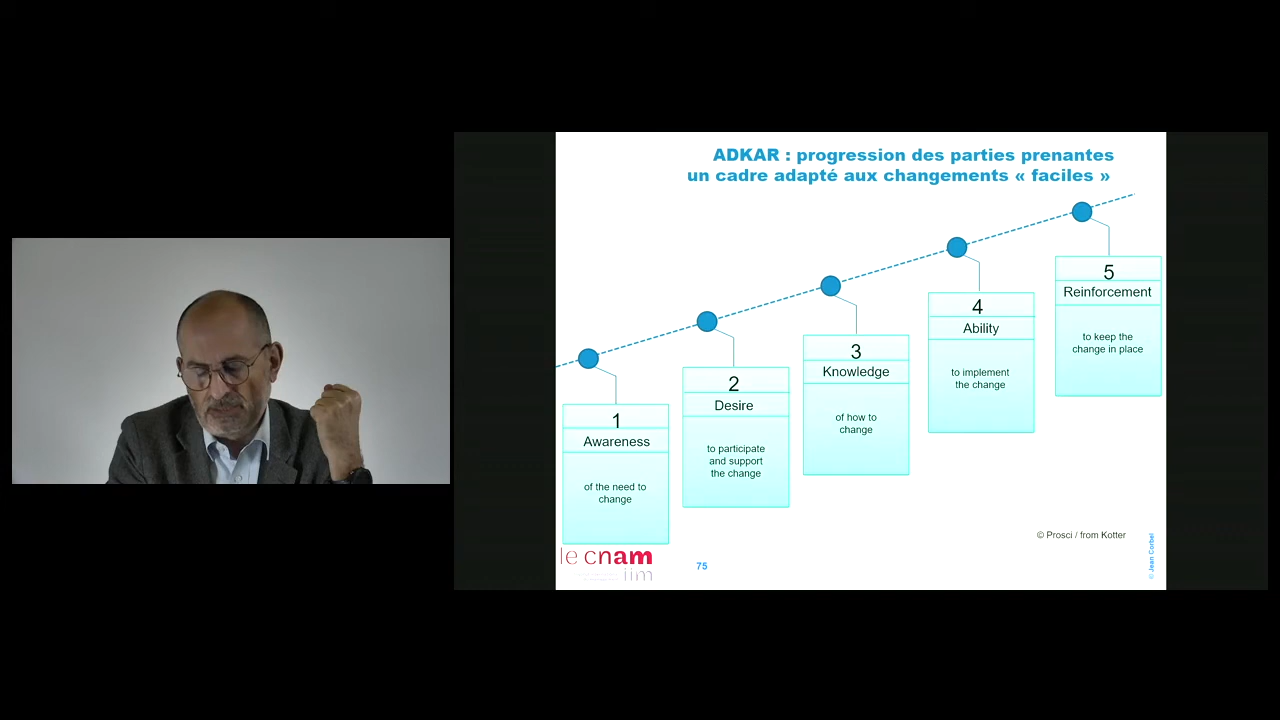 ADKAR : progression des parties prenantes
un cadre adapté aux changements « faciles »
1
Awareness
of the need to
change
2
Desire
to participate
and support
the change
3
Knowledge
of how to
change
4
Ability
to implement
the change
5
Reinforcement
to keep the
change in place
© Prosci / from Kotter
© Jean Corbel
le cnam
iim
75